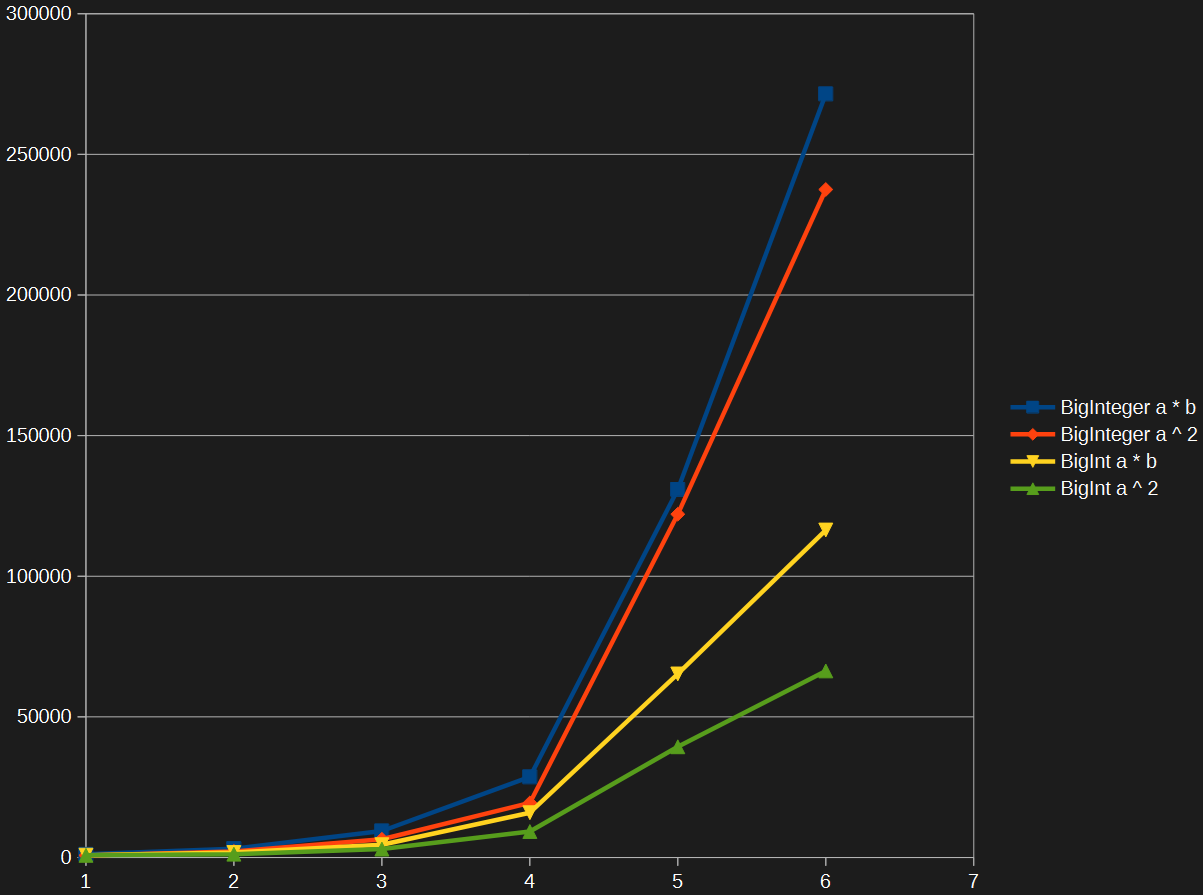 300000
250000
200000
150000
100000
50000
0
1 2 3 4 5 6 7
BigInteger a * b
BigInteger a ^ 2
BigInt a * b
BigInt a ^ 2